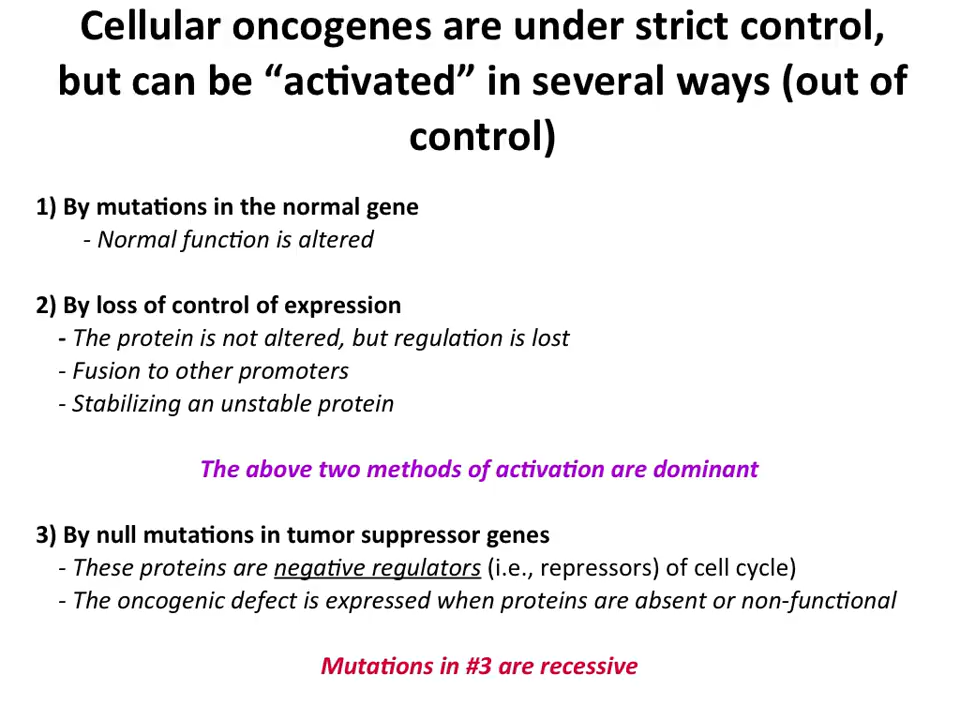 Cellular oncogenes are under strict control,
but can be “activated” in several ways (out of
control)
1) By mutations in the normal gene
- Normal function is altered
2) By loss of control of expression
- The protein is not altered, but regulation is lost
- Fusion to other promoters
- Stabilizing an unstable protein
The above two methods of activation are dominant
3) By null mutations in tumor suppressor genes
- These proteins are negative regulators (i.e., repressors) of cell cycle)
- The oncogenic defect is expressed when proteins are absent or non-functional
Mutations in #3 are recessive